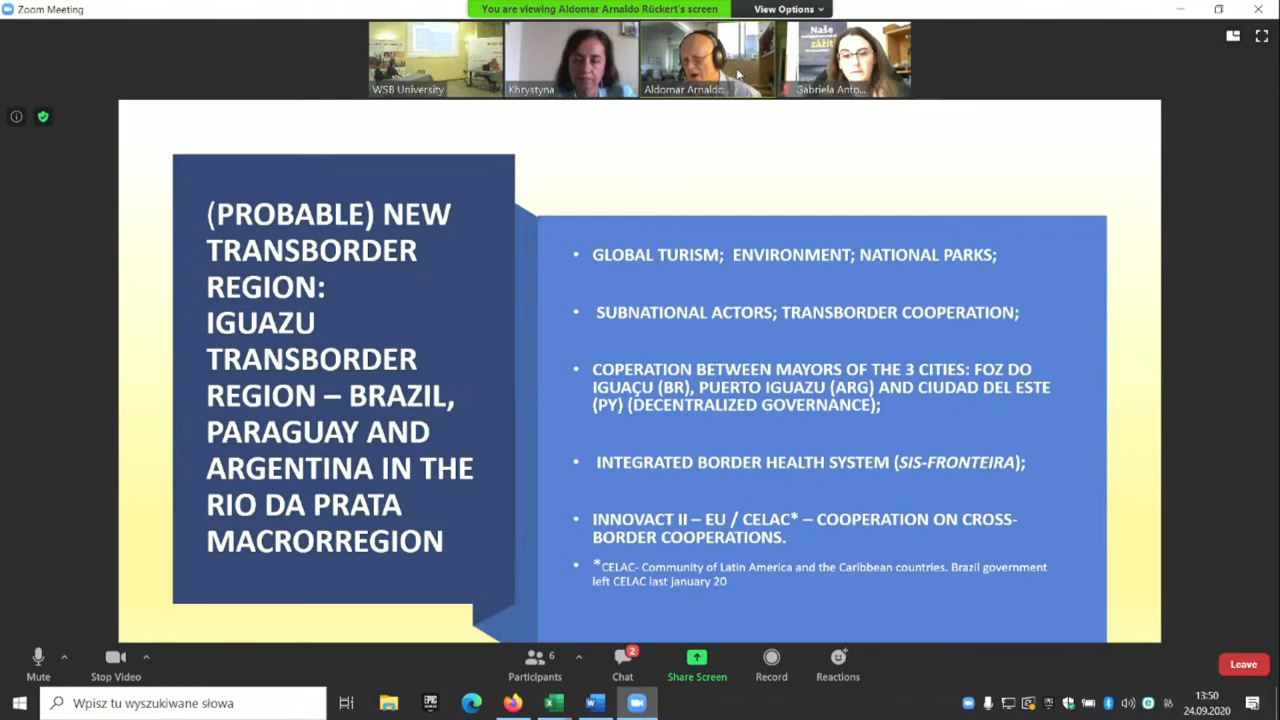 Zoom Meeting
You are viewing Aldomar Arnaldo Rückert's screen
View Options
WSB University
Khrystyna
Aldomar Arnaldo...
Gabriela Anto...
Naše
zážit
(PROBABLE) NEW
TRANSBORDER
REGION:
IGUAZU
TRANSBORDER
REGION – BRAZIL,
PARAGUAY AND
ARGENTINA IN THE
RIO DA PRATA
MACRORREGION
• GLOBAL TURISM; ENVIRONMENT; NATIONAL PARKS;
• SUBNATIONAL ACTORS; TRANSBORDER COOPERATION;
• COPERATION BETWEEN MAYORS OF THE 3 CITIES: FOZ DO
IGUAÇU (BR), PUERTO IGUAZU (ARG) AND CIUDAD DEL ESTE
(PY) (DECENTRALIZED GOVERNANCE);
• INTEGRATED BORDER HEALTH SYSTEM (SIS-FRONTEIRA);
• INNOVACT II – EU / CELAC* – COOPERATION ON CROSS-
BORDER COOPERATIONS.
• *CELAC- Community of Latin America and the Caribbean countries. Brazil government
left CELAC last january 20
Mute
Stop Video
6
Participants
2
Chat
Share Screen
Record
Reactions
Leave
Wpisz tu wyszukiwane słowa
EPIC
13:50
24.09.2020